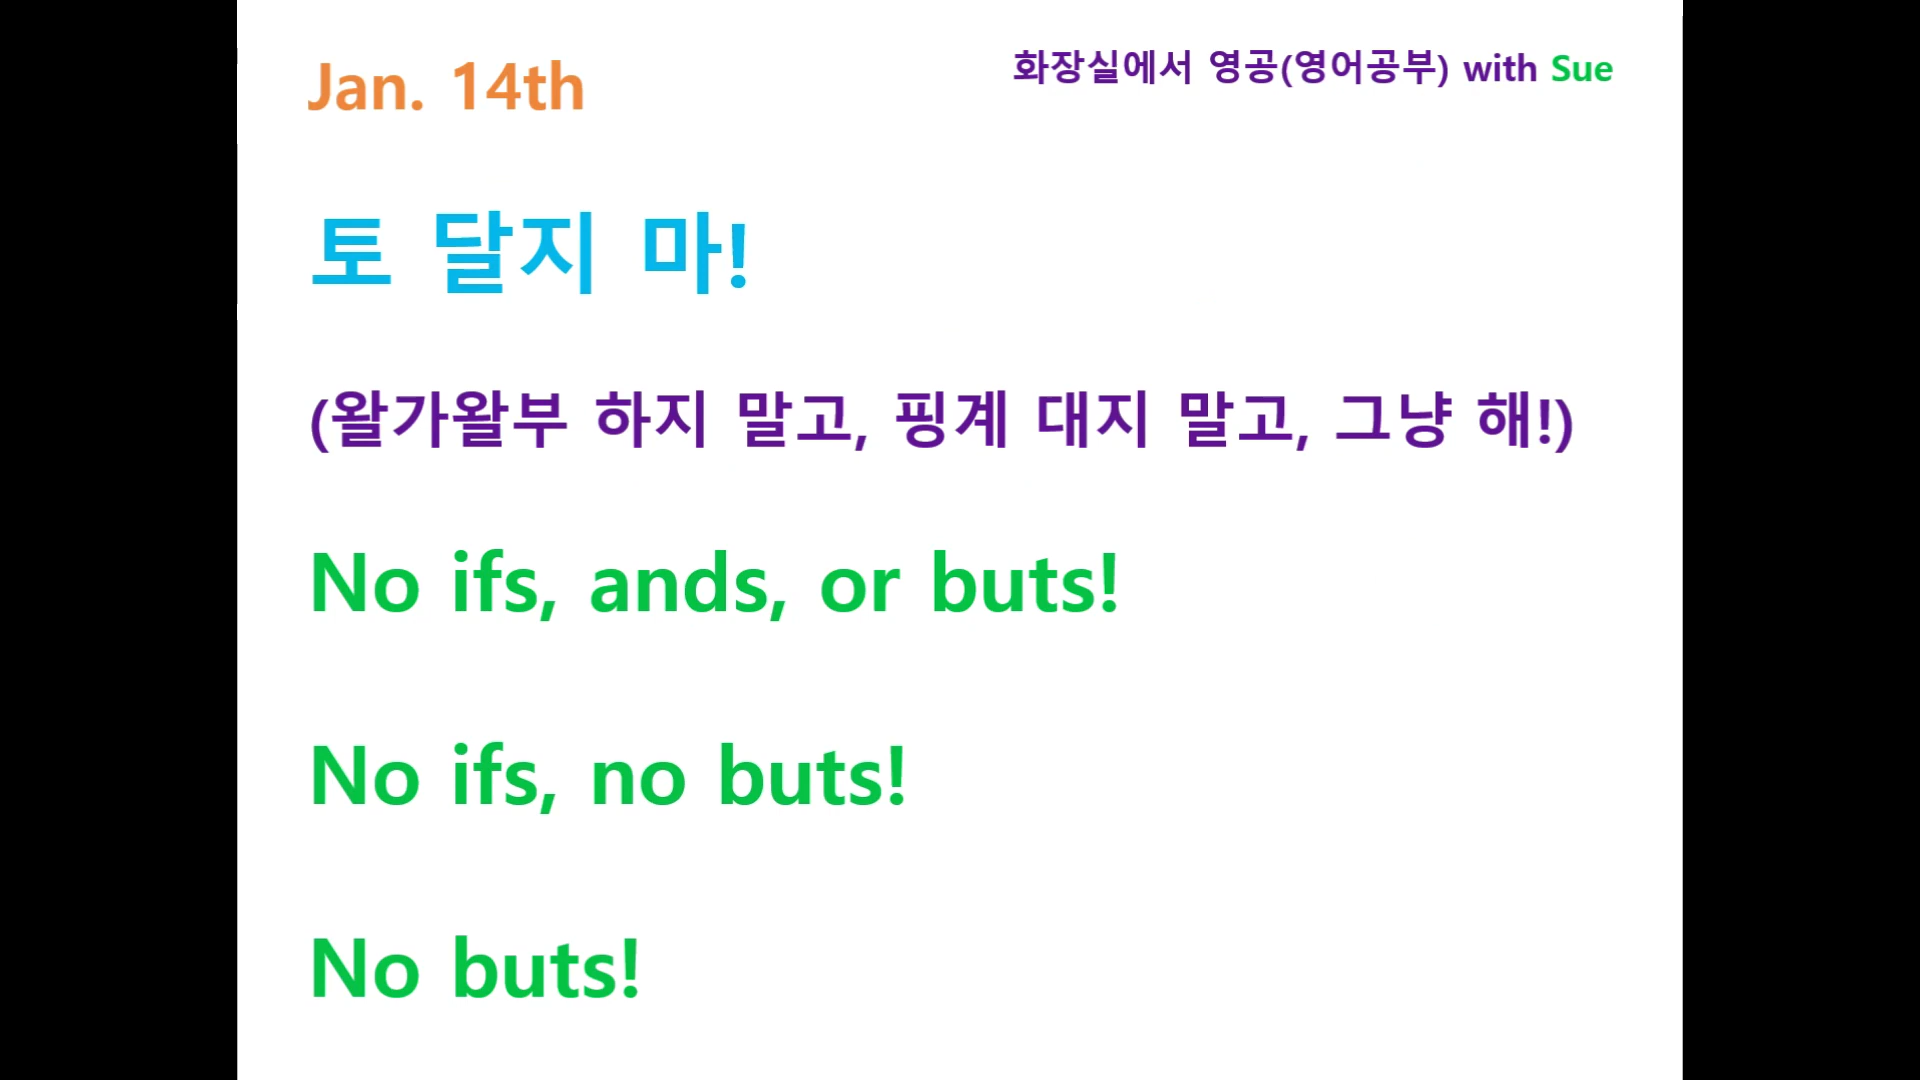 Jan. 14th
화장실에서 영공(영어공부) with Sue
토 달지 마!
(왈가왈부 하지 말고, 핑계 대지 말고, 그냥 해!)
No ifs, ands, or buts!
No ifs, no buts!
No buts!